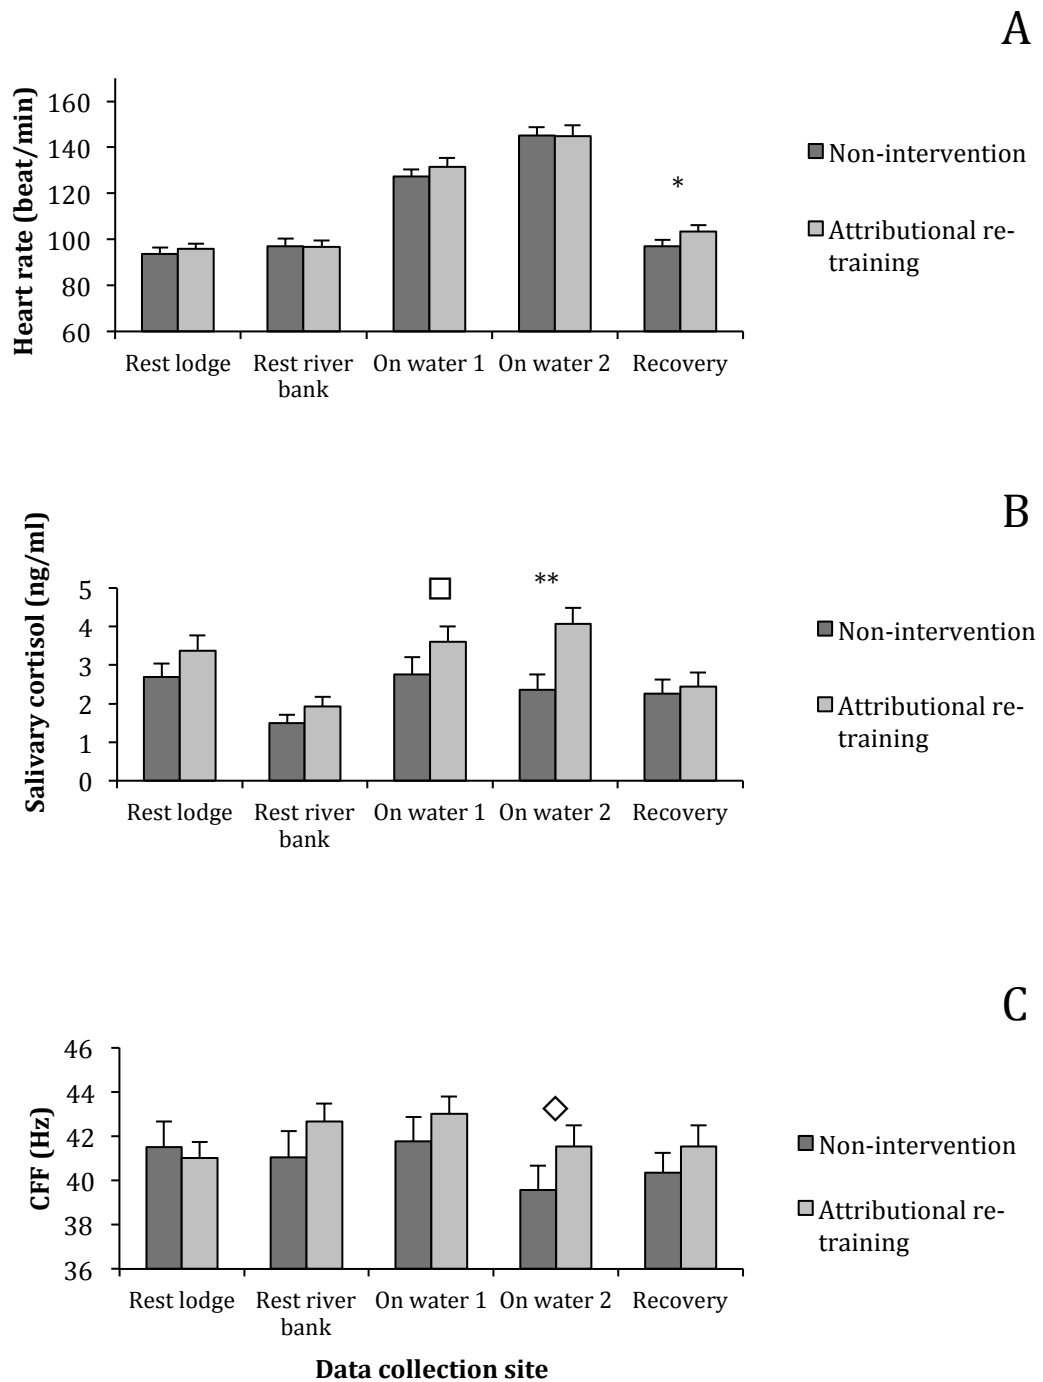 A
Heart rate (beat/min)
160
140
120
100
80
60
*
Rest lodge
Rest river
bank
On water 1
On water 2
Recovery
Non-intervention
Attributional re-
training
B
Salivary cortisol (ng/ml)
5
4
3
2
1
0
**
Rest lodge
Rest river
bank
On water 1
On water 2
Recovery
Non-intervention
Attributional re-
training
C
CFF (Hz)
46
44
42
40
38
36
Rest lodge
Rest river
bank
On water 1
On water 2
Recovery
Non-intervention
Attributional re-
training
Data collection site